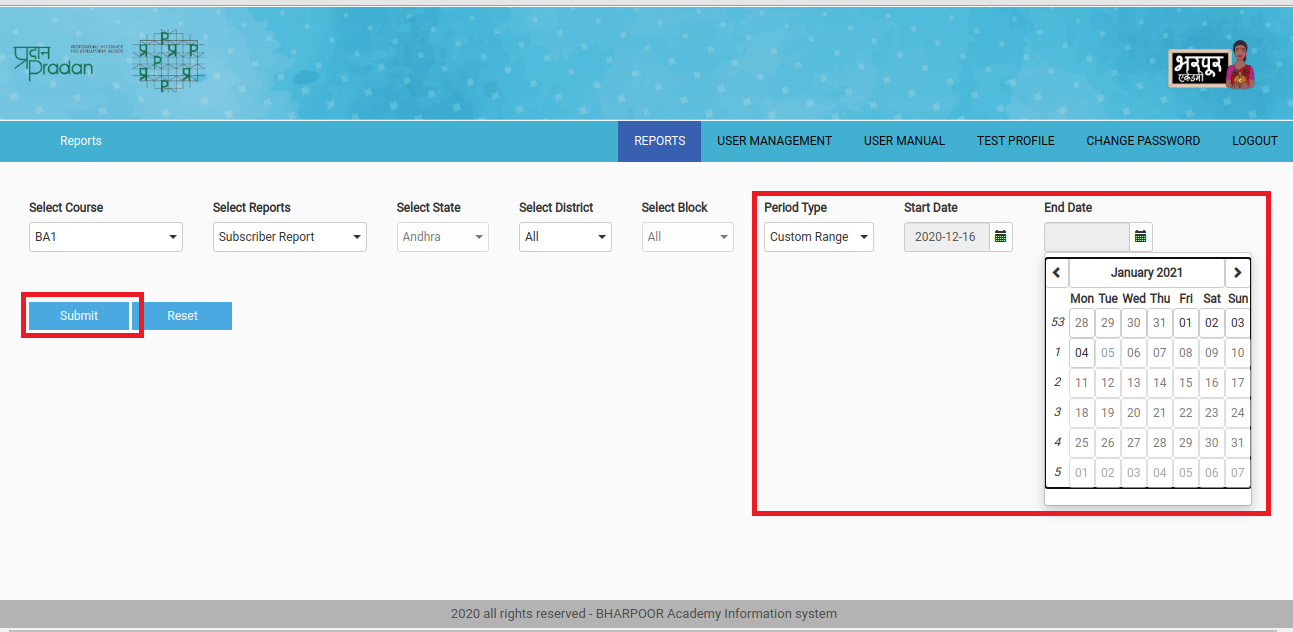 प्रदान
Pradan
PROFESSIONAL ASSISTANCE
FOR DEVELOPMENT ACTION
P
प्र प्र P
P
प्र प्र
P
भरपूर
एकेडमी
Reports
REPORTS USER MANAGEMENT USER MANUAL TEST PROFILE CHANGE PASSWORD LOGOUT
Select Course Select Reports Select State Select District Select Block Period Type Start Date End Date
BA1 Subscriber Report Andhra All All Custom Range 2020-12-16
January 2021
Mon Tue Wed Thu Fri Sat Sun
53 28 29 30 31 01 02 03
1 04 05 06 07 08 09 10
2 11 12 13 14 15 16 17
3 18 19 20 21 22 23 24
4 25 26 27 28 29 30 31
5 01 02 03 04 05 06 07
Submit Reset
2020 all rights reserved - BHARPOOR Academy Information system